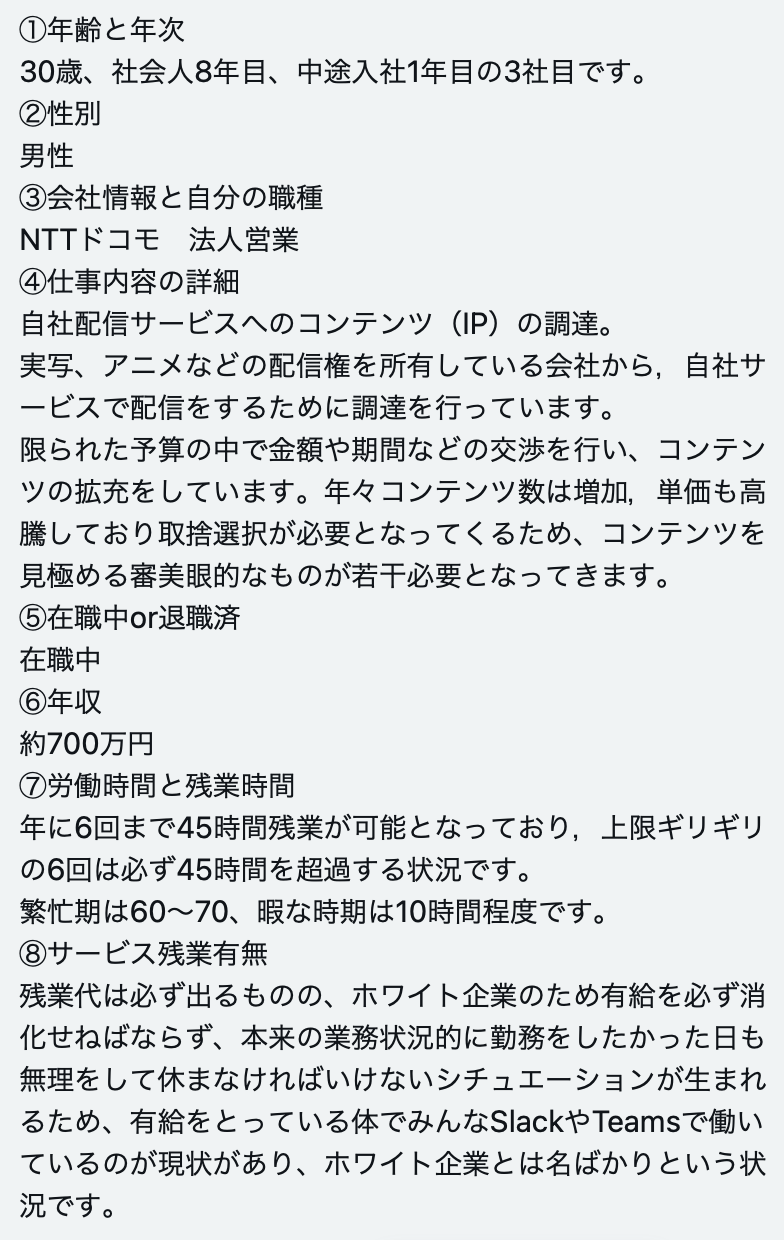 ①年齢と年次
30歳、社会人8年目、中途入社1年目の3社目です。
②性別
男性
③会社情報と自分の職種
NTTドコモ　法人営業
④仕事内容の詳細
自社配信サービスへのコンテンツ（IP）の調達。
実写、アニメなどの配信権を所有している会社から，自社サ
ービスで配信をするために調達を行っています。
限られた予算の中で金額や期間などの交渉を行い、コンテン
ツの拡充をしています。年々コンテンツ数は増加，単価も高
騰しており取捨選択が必要となってくるため、コンテンツを
見極める審美眼的なものが若干必要となってきます。
⑤在職中or退職済
在職中
⑥年収
約700万円
⑦労働時間と残業時間
年に6回まで45時間残業が可能となっており，上限ギリギリ
の6回は必ず45時間を超過する状況です。
繁忙期は60〜70、暇な時期は10時間程度です。
⑧サービス残業有無
残業代は必ず出るものの、ホワイト企業のため有給を必ず消
化せねばならず、本来の業務状況的に勤務をしたかった日も
無理をして休まなければいけないシチュエーションが生まれ
るため、有給をとっている体でみんなSlackやTeamsで働い
ているのが現状があり、ホワイト企業とは名ばかりという状
況です。